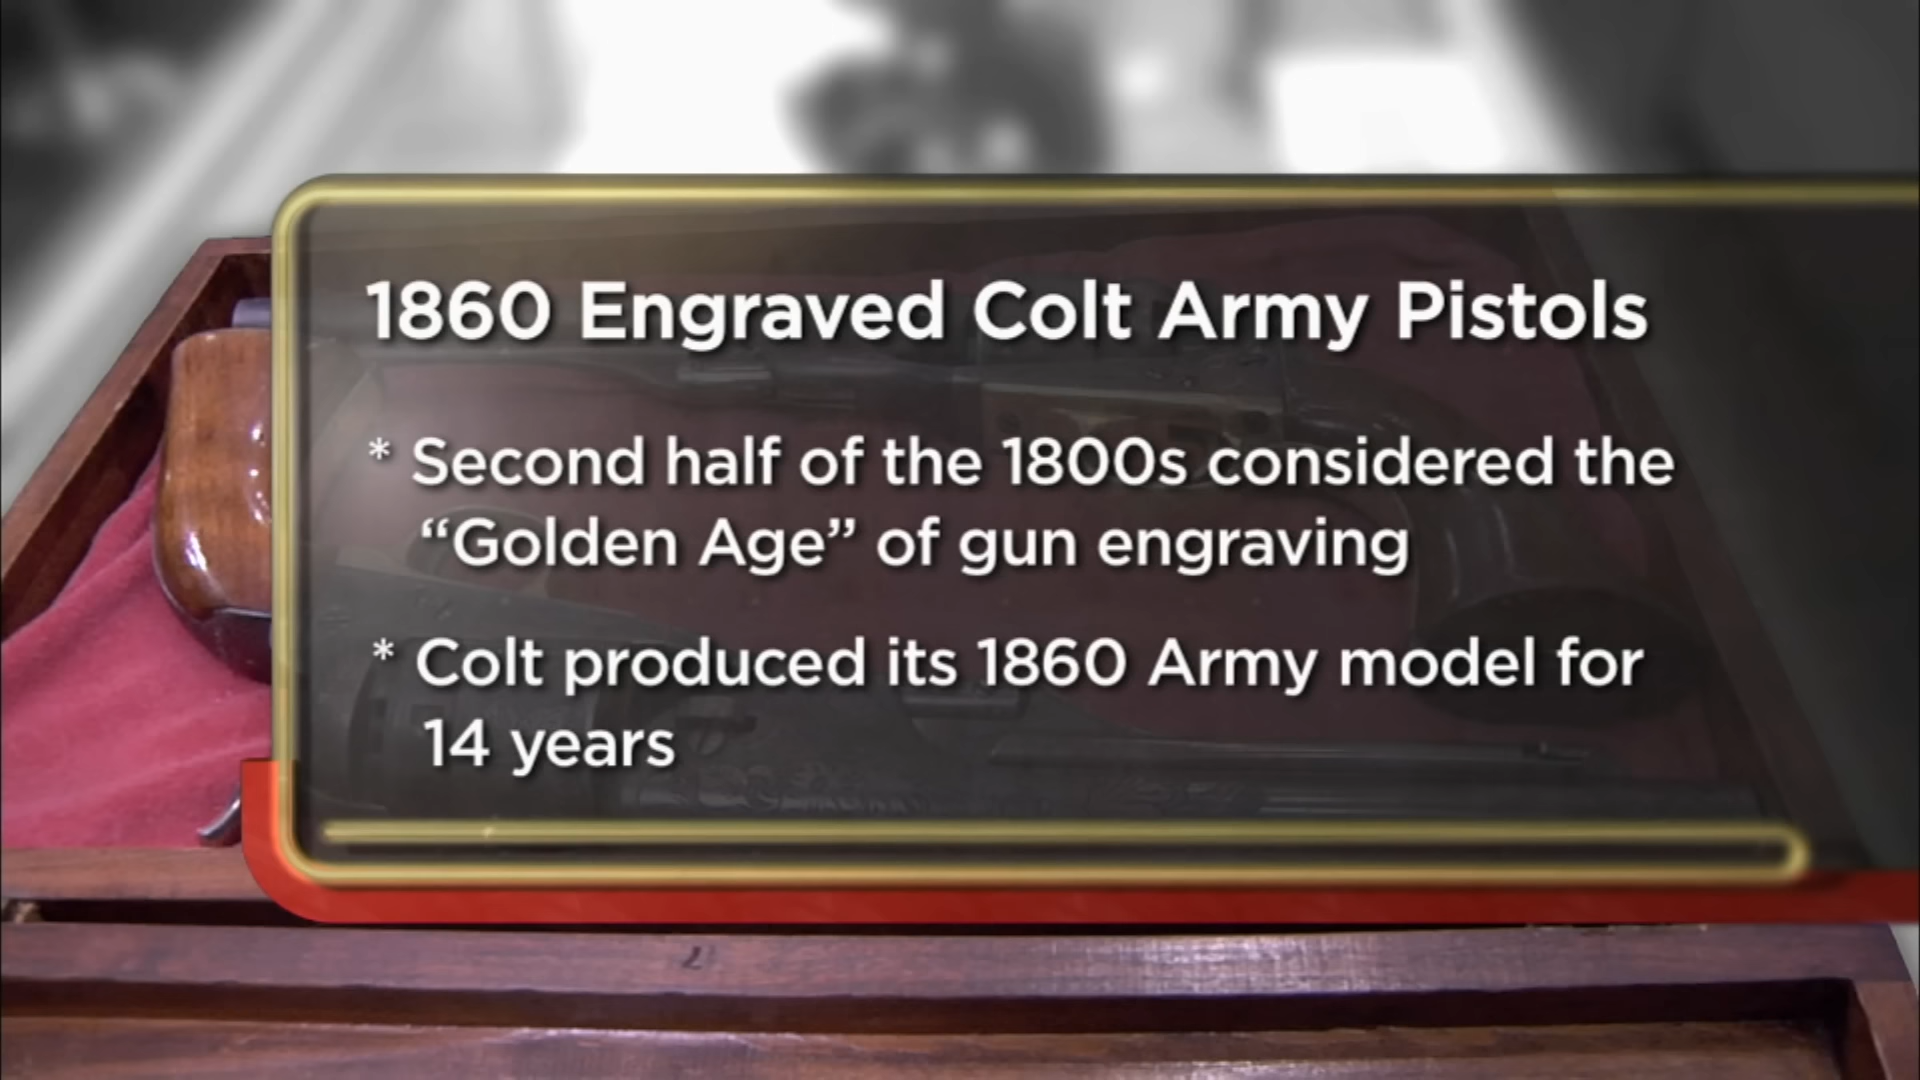 1860 Engraved Colt Army Pistols
* Second half of the 1800s considered the
“Golden Age” of gun engraving
* Colt produced its 1860 Army model for
14 years